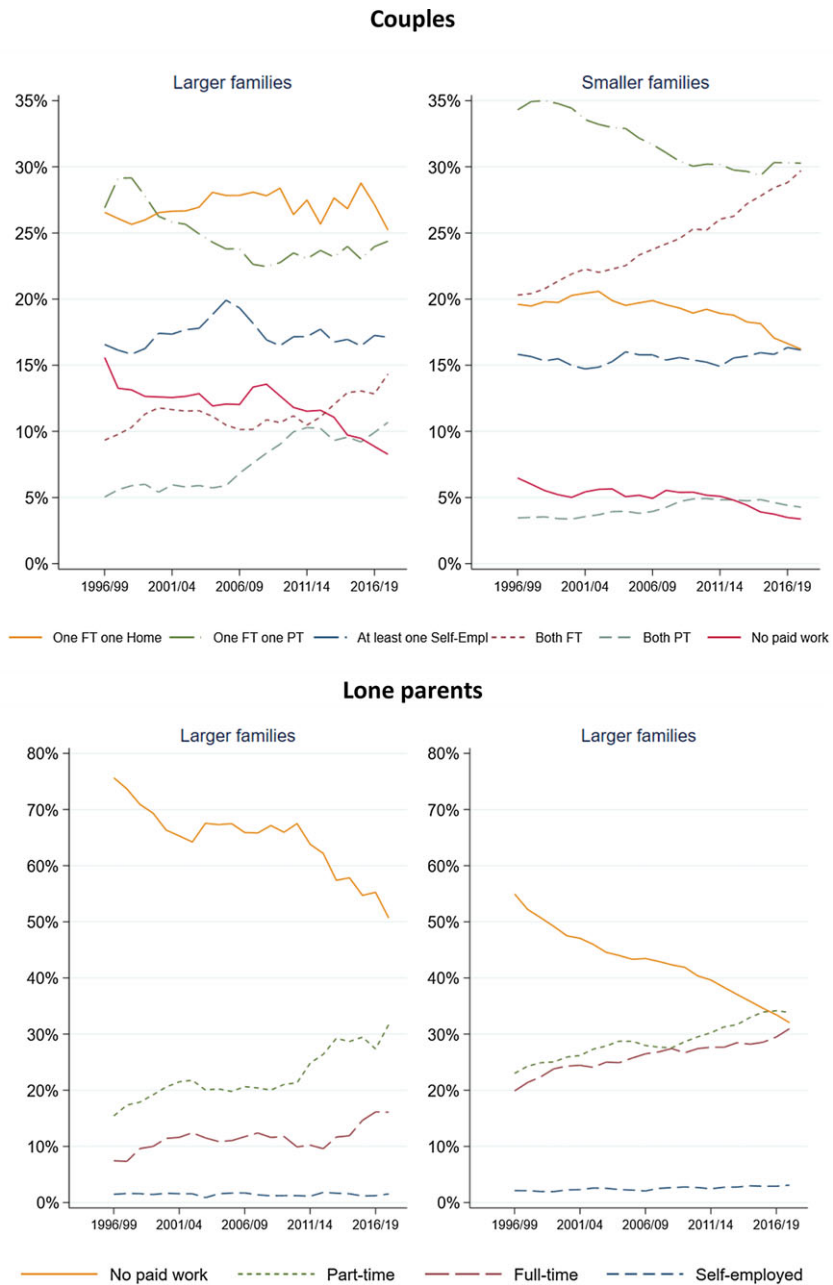 Couples
Larger families
35%
30%
25%
20%
15%
10%
5%
0%
1996/99 2001/04 2006/09 2011/14 2016/19
Smaller families
35%
30%
25%
20%
15%
10%
5%
0%
1996/99 2001/04 2006/09 2011/14 2016/19
One FT one Home One FT one PT At least one Self-Empl Both FT Both PT No paid work
Lone parents
Larger families
80%
70%
60%
50%
40%
30%
20%
10%
0%
1996/99 2001/04 2006/09 2011/14 2016/19
Larger families
80%
70%
60%
50%
40%
30%
20%
10%
0%
1996/99 2001/04 2006/09 2011/14 2016/19
No paid work Part-time Full-time Self-employed